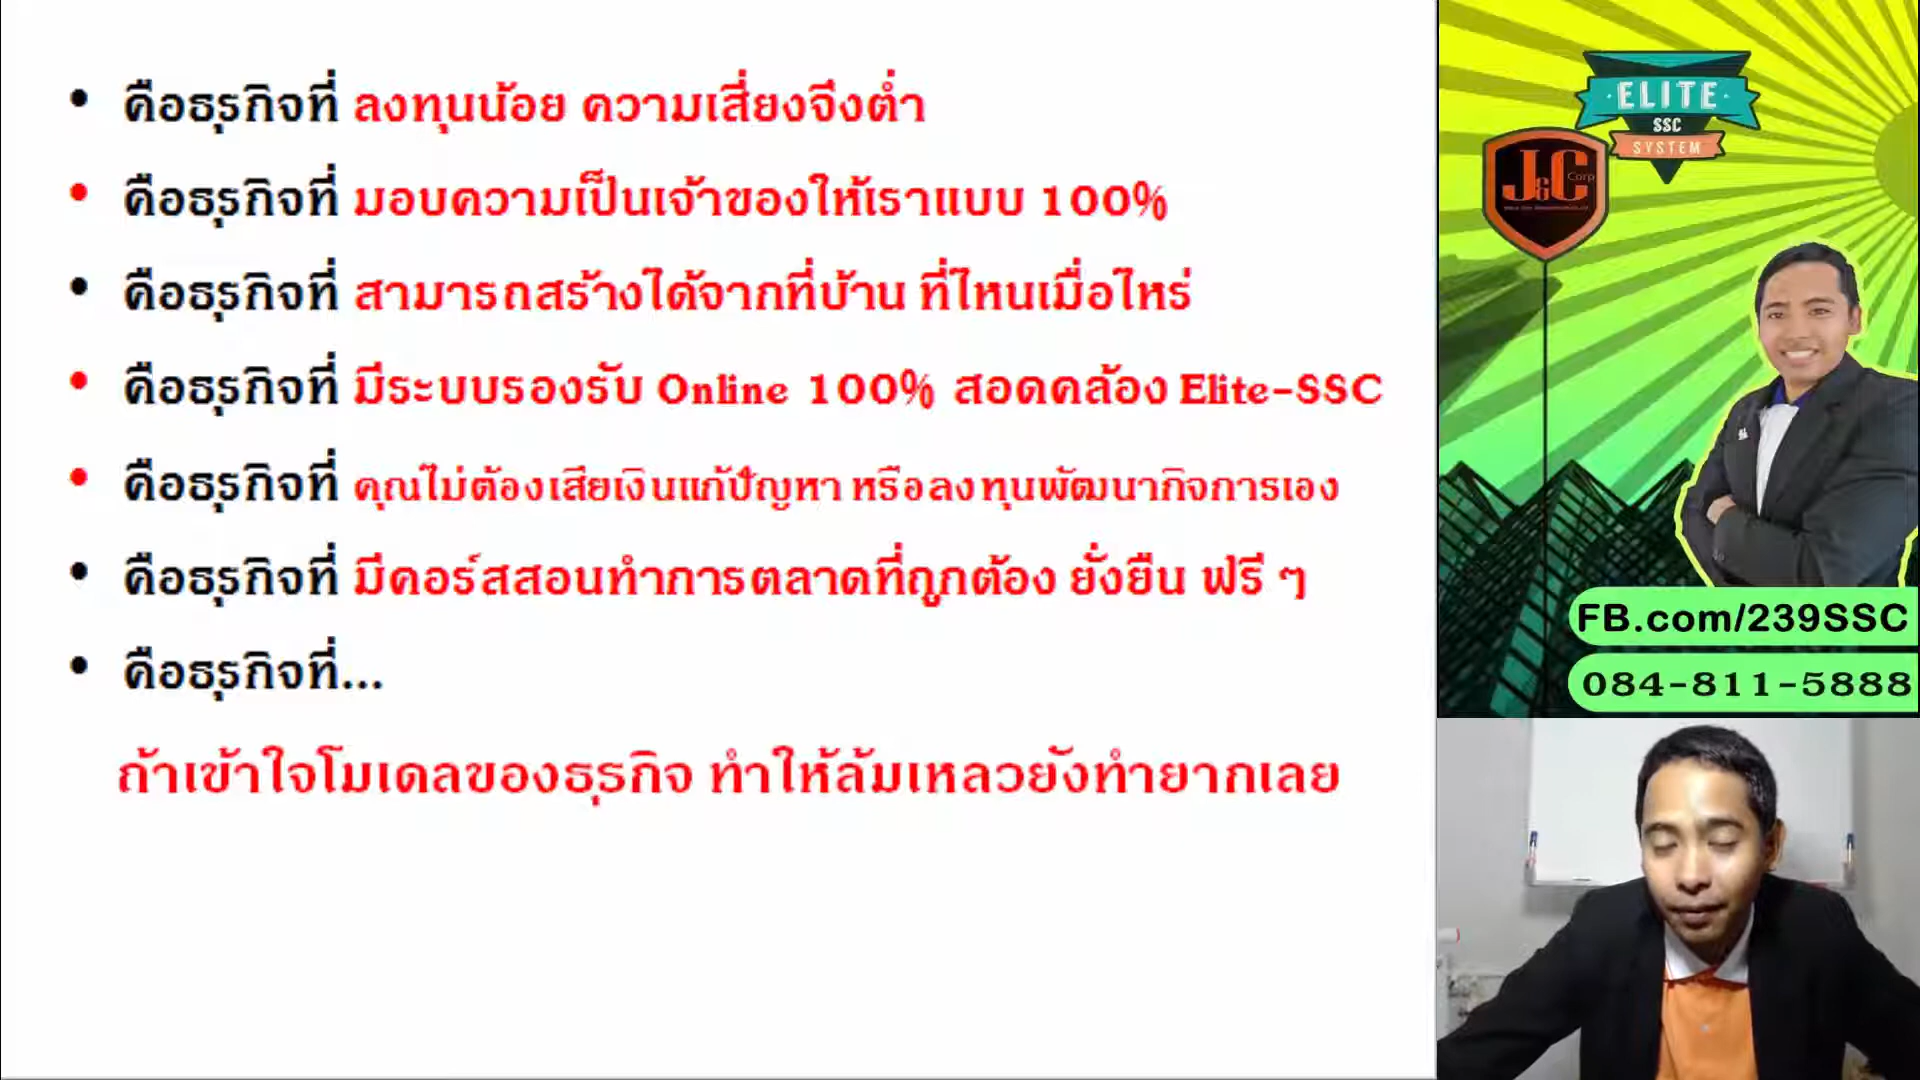 • คือธุรกิจที่ ลงทุนน้อย ความเสี่ยงจึงต่ำ
• คือธุรกิจที่ มอบความเป็นเจ้าของให้เราแบบ 100%
• คือธุรกิจที่ สามารถสร้างได้จากที่บ้าน ที่ไหนเมื่อไหร่
• คือธุรกิจที่ มีระบบรองรับ Online 100% สอดคล้อง Elite-SSC
• คือธุรกิจที่ คุณไม่ต้องเสียเงินแก้ปัญหา หรือลงทุนพัฒนากิจการเอง
• คือธุรกิจที่ มีคอร์สสอนทำการตลาดที่ถูกต้อง ยั่งยืน ฟรี ๆ
• คือธุรกิจที่...
ถ้าเข้าใจโมเดลของธุรกิจ ทำให้ล้มเหลวยังทำยากเลย
ELITE
SSC
SYSTEM
J&C
Corp
FB.com/239SSC
084-811-5888